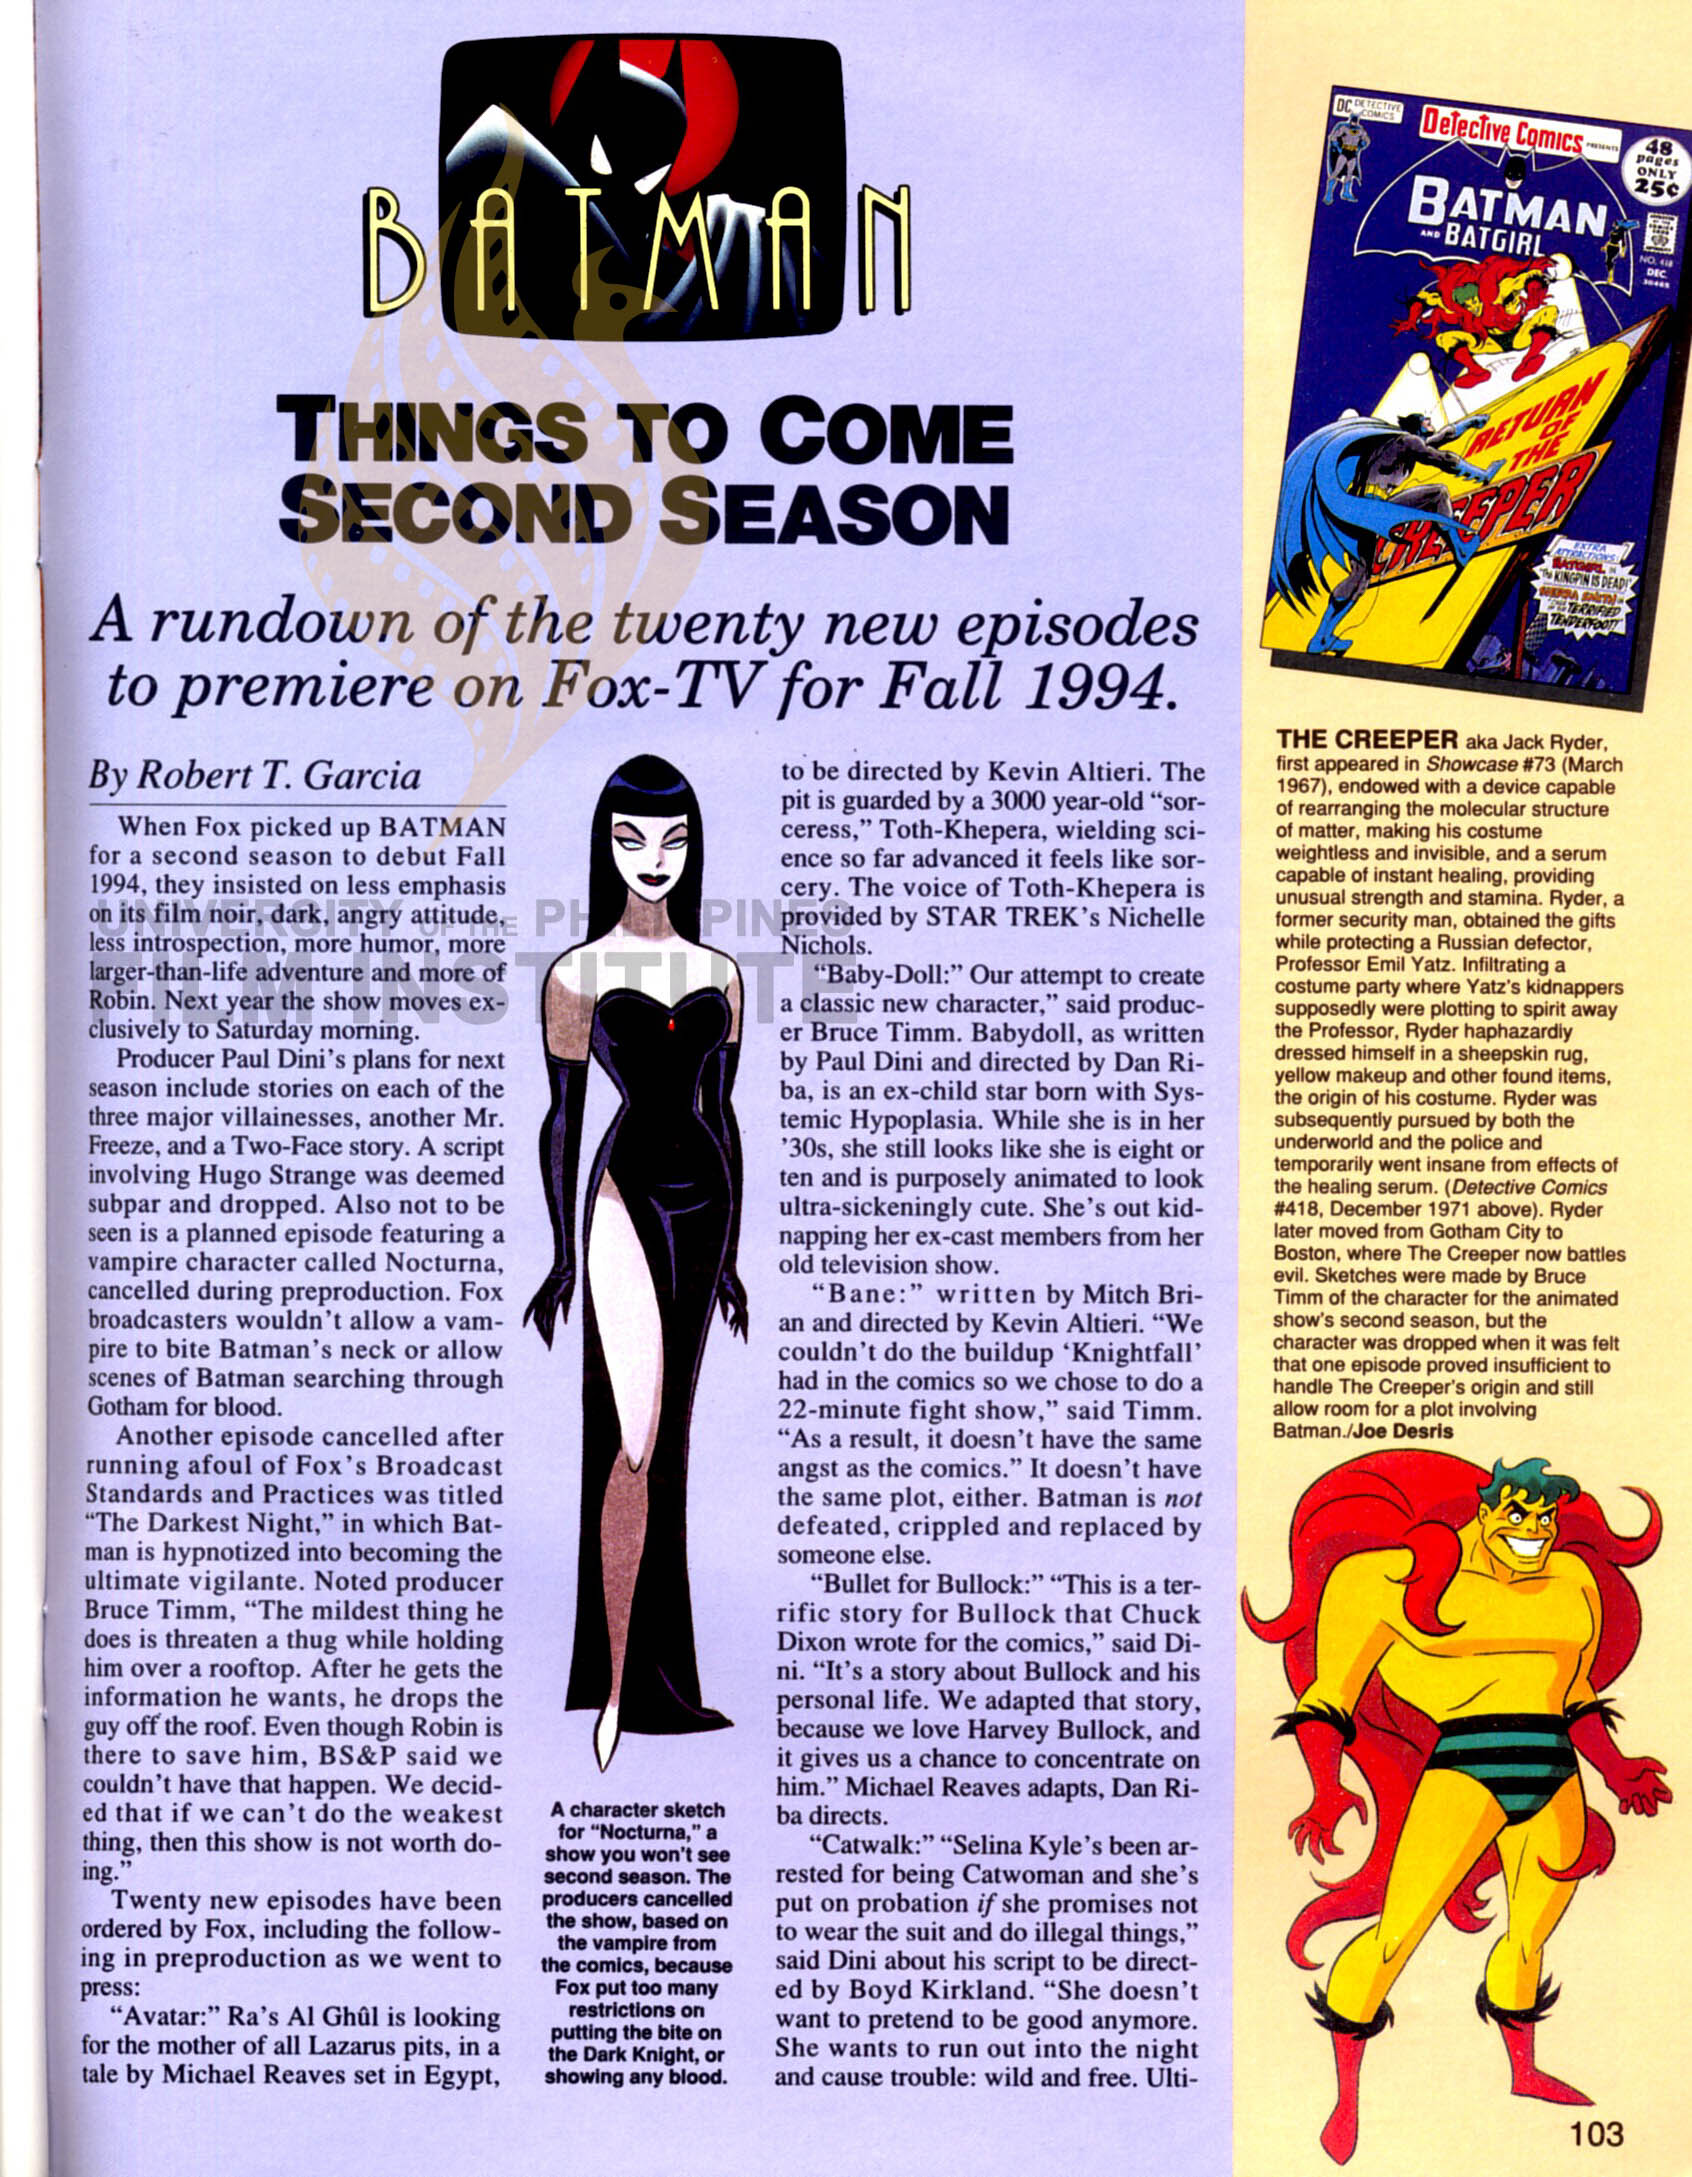 BATMAN
THINGS TO COME
SECOND SEASON
A rundown of the twenty new episodes
to premiere on Fox-TV for Fall 1994.
By Robert T. Garcia
When Fox picked up BATMAN
for a second season to debut Fall
1994, they insisted on less emphasis
on its film noir, dark, angry attitude,
less introspection, more humor, more
larger-than-life adventure and more of
Robin. Next year the show moves ex-
clusively to Saturday morning.
Producer Paul Dini's plans for next
season include stories on each of the
three major villainesses, another Mr.
Freeze, and a Two-Face story. A script
involving Hugo Strange was deemed
subpar and dropped. Also not to be
seen is a planned episode featuring a
vampire character called Nocturna,
cancelled during preproduction. Fox
broadcasters wouldn't allow a vam-
pire to bite Batman's neck or allow
scenes of Batman searching through
Gotham for blood.
Another episode cancelled after
running afoul of Fox's Broadcast
Standards and Practices was titled
"The Darkest Night," in which Bat-
man is hypnotized into becoming the
ultimate vigilante. Noted producer
Bruce Timm, "The mildest thing he
does is threaten a thug while holding
him over a rooftop. After he gets the
information he wants, he drops the
guy off the roof. Even though Robin is
there to save him, BS&P said we
couldn't have that happen. We decid-
ed that if we can't do the weakest
thing, then this show is not worth do-
ing."
Twenty new episodes have been
ordered by Fox, including the follow-
ing in preproduction as we went to
press:
"Avatar:" Ra's Al Ghûl is looking
for the mother of all Lazarus pits, in a
tale by Michael Reaves set in Egypt,
A character sketch
for "Nocturna," a
show you won't see
second season. The
producers cancelled
the show, based on
the vampire from
the comics, because
Fox put too many
restrictions on
putting the bite on
the Dark Knight, or
showing any blood.
to be directed by Kevin Altieri. The
pit is guarded by a 3000 year-old "sor-
ceress," Toth-Khepera, wielding sci-
ence so far advanced it feels like sor-
cery. The voice of Toth-Khepera is
provided by STAR TREK's Nichelle
Nichols.
"Baby-Doll:" Our attempt to create
a classic new character," said produc-
er Bruce Timm. Babydoll, as written
by Paul Dini and directed by Dan Ri-
ba, is an ex-child star born with Sys-
temic Hypoplasia. While she is in her
'30s, she still looks like she is eight or
ten and is purposely animated to look
ultra-sickeningly cute. She's out kid-
napping her ex-cast members from her
old television show.
"Bane:" written by Mitch Bri-
an and directed by Kevin Altieri. "We
couldn't do the buildup 'Knightfall'
had in the comics so we chose to do a
22-minute fight show," said Timm.
"As a result, it doesn't have the same
angst as the comics." It doesn't have
the same plot, either. Batman is not
defeated, crippled and replaced by
someone else.
"Bullet for Bullock:" "This is a ter-
rific story for Bullock that Chuck
Dixon wrote for the comics," said Di-
ni. "It's a story about Bullock and his
personal life. We adapted that story,
because we love Harvey Bullock, and
it gives us a chance to concentrate on
him." Michael Reaves adapts, Dan Ri-
ba directs.
"Catwalk:" "Selina Kyle's been ar-
rested for being Catwoman and she's
put on probation if she promises not
to wear the suit and do illegal things,"
said Dini about his script to be direct-
ed by Boyd Kirkland. "She doesn't
want to pretend to be good anymore.
She wants to run out into the night
and cause trouble: wild and free. Ulti-
DC DETECTIVE
COMICS
Detective Comics
PRESENTS
48
pages
ONLY
25¢
BATMAN
AND BATGIRL
NO. 418
DEC.
30465
RETURN
OF
THE
CREEPER
EXTRA
ATTRACTIONS:
BATGIRL IN
"THE KINGPIN IS DEAD!"
TERRIFIED
TENDERFOOT!
THE CREEPER aka Jack Ryder,
first appeared in Showcase #73 (March
1967), endowed with a device capable
of rearranging the molecular structure
of matter, making his costume
weightless and invisible, and a serum
capable of instant healing, providing
unusual strength and stamina. Ryder, a
former security man, obtained the gifts
while protecting a Russian defector,
Professor Emil Yatz. Infiltrating a
costume party where Yatz's kidnappers
supposedly were plotting to spirit away
the Professor, Ryder haphazardly
dressed himself in a sheepskin rug,
yellow makeup and other found items,
the origin of his costume. Ryder was
subsequently pursued by both the
underworld and the police and
temporarily went insane from effects of
the healing serum. (Detective Comics
#418, December 1971 above). Ryder
later moved from Gotham City to
Boston, where The Creeper now battles
evil. Sketches were made by Bruce
Timm of the character for the animated
show's second season, but the
character was dropped when it was felt
that one episode proved insufficient to
handle The Creeper's origin and still
allow room for a plot involving
Batman./Joe Desris
103
UNIVERSITY OF THE PHILIPPINES
FILM INSTITUTE